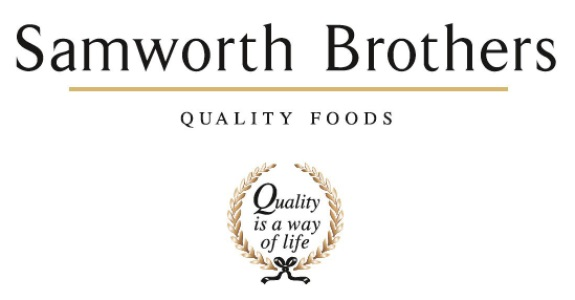 Samworth Brothers
QUALITY FOODS
Quality
is a way
of life